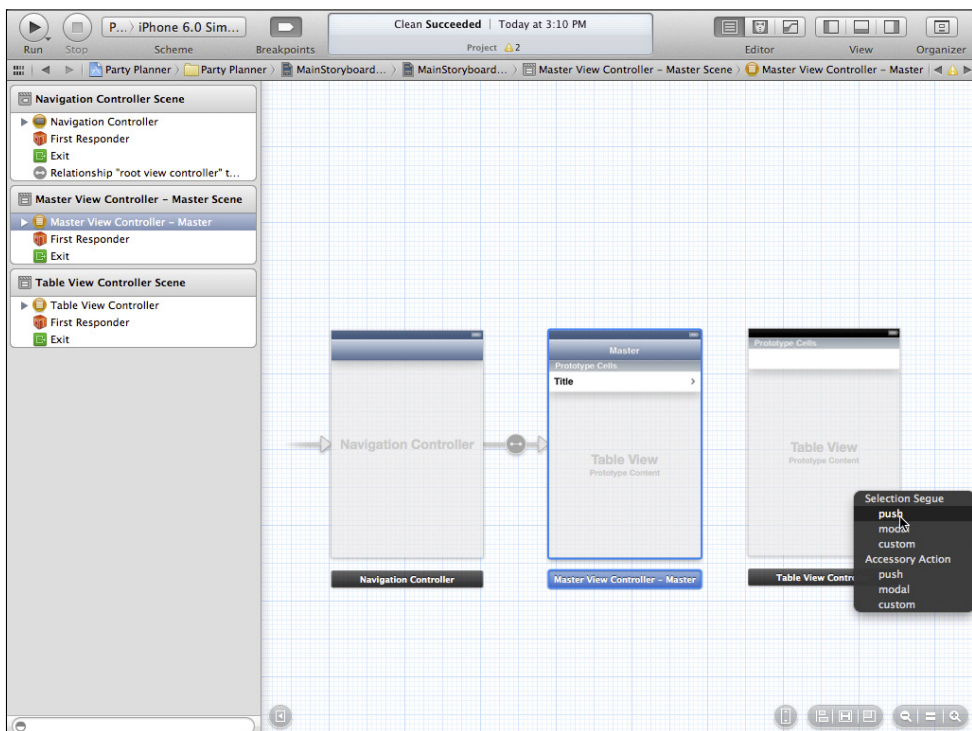 P... › iPhone 6.0 Sim...
Clean Succeeded | Today at 3:10 PM
Project 2
Run Stop Scheme Breakpoints Editor View Organizer
Party Planner › Party Planner › MainStoryboard... › MainStoryboard... › Master View Controller – Master Scene › Master View Controller – Master
Navigation Controller Scene
Navigation Controller
First Responder
Exit
Relationship "root view controller" t...
Master View Controller – Master Scene
Master View Controller – Master
First Responder
Exit
Table View Controller Scene
Table View Controller
First Responder
Exit
Navigation Controller
Navigation Controller
Master
Prototype Cells
Title
Table View
Prototype Content
Master View Controller – Master
Prototype Cells
Table View
Prototype Content
Table View
Selection Segue
push
modal
custom
Accessory Action
push
modal
custom